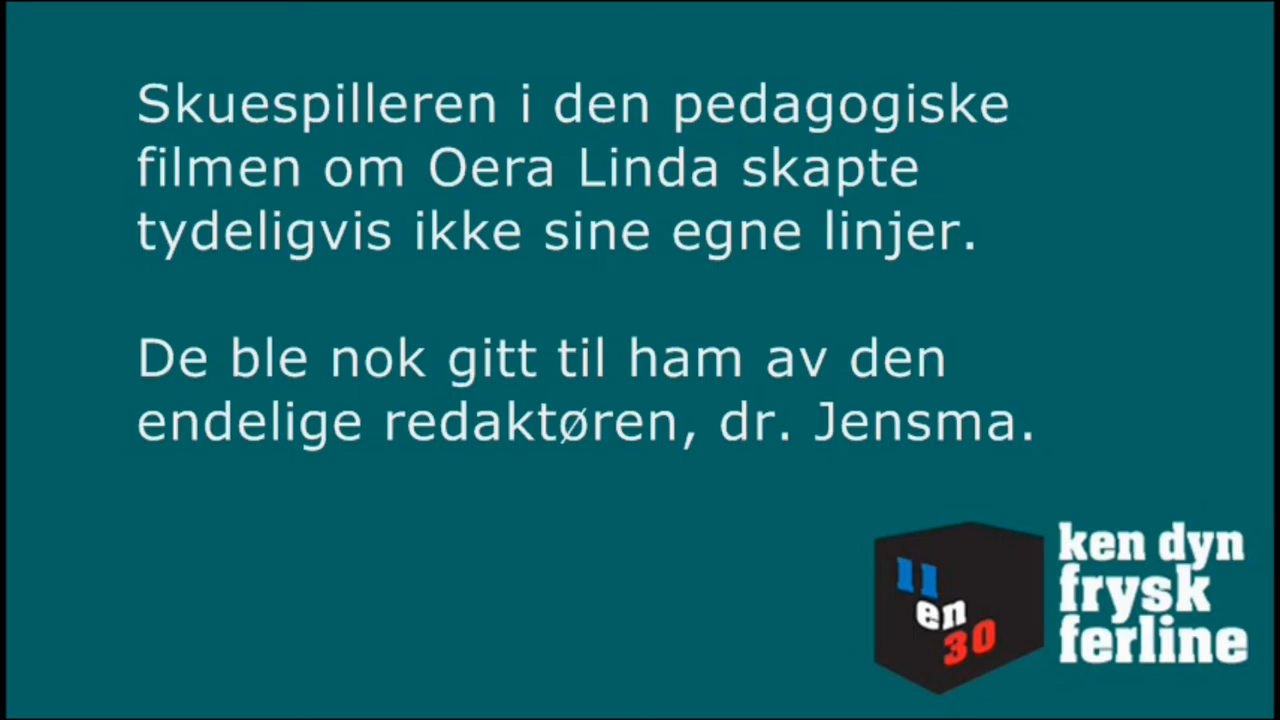 Skuespilleren i den pedagogiske
filmen om Oera Linda skapte
tydeligvis ikke sine egne linjer.
De ble nok gitt til ham av den
endelige redaktøren, dr. Jensma.
11
en
30
ken dyn
frysk
ferline